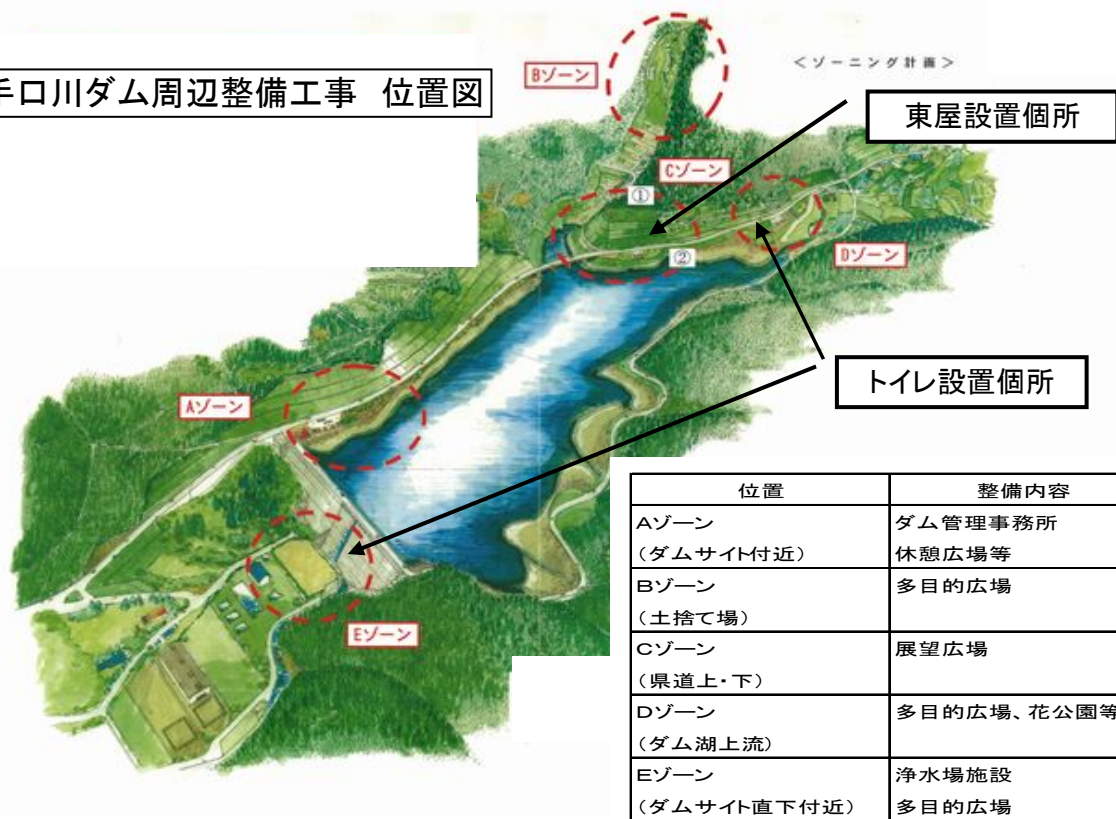 手口川ダム周辺整備工事 位置図
＜ゾーニング計画＞
Bゾーン
東屋設置個所
Cゾーン
①
②
Dゾーン
トイレ設置個所
Aゾーン
Eゾーン
位置 整備内容
Aゾーン ダム管理事務所
(ダムサイト付近) 休憩広場等
Bゾーン 多目的広場
(土捨て場)
Cゾーン 展望広場
(県道上・下)
Dゾーン 多目的広場、花公園等
(ダム湖上流)
Eゾーン 浄水場施設
(ダムサイト直下付近) 多目的広場